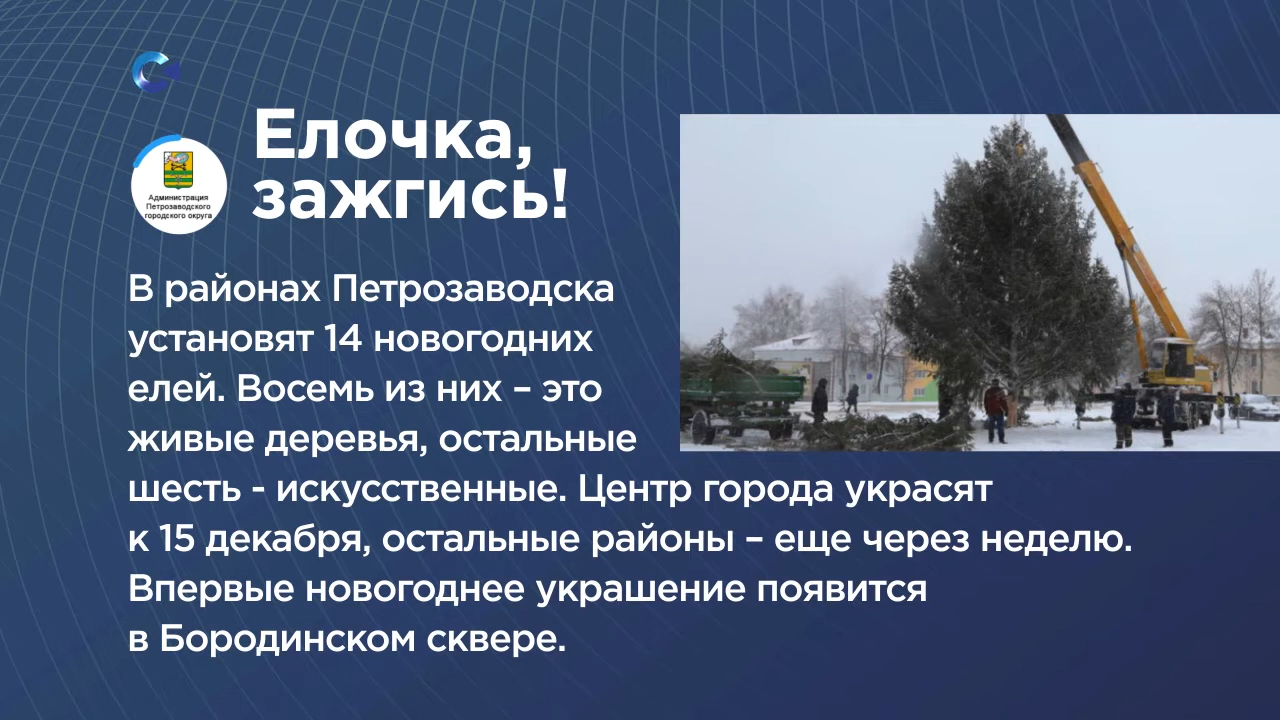 Елочка,
зажгись!
Администрация
Петрозаводского
городского округа
В районах Петрозаводска
установят 14 новогодних
елей. Восемь из них – это
живые деревья, остальные
шесть - искусственные. Центр города украсят
к 15 декабря, остальные районы – еще через неделю.
Впервые новогоднее украшение появится
в Бородинском сквере.